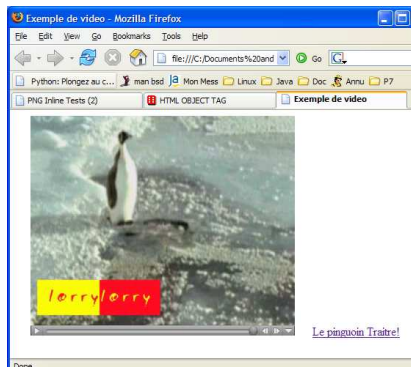 Exemple de video - Mozilla Firefox
File Edit View Go Bookmarks Tools Help
file:///C:/Documents%20and Go G
Python: Plongez au c... man bsd Mon Mess Linux Java Doc Annu P7
PNG Inline Tests (2) HTML OBJECT TAG Exemple de video
lorrylorry
Le pinguoin Traitre!
Done